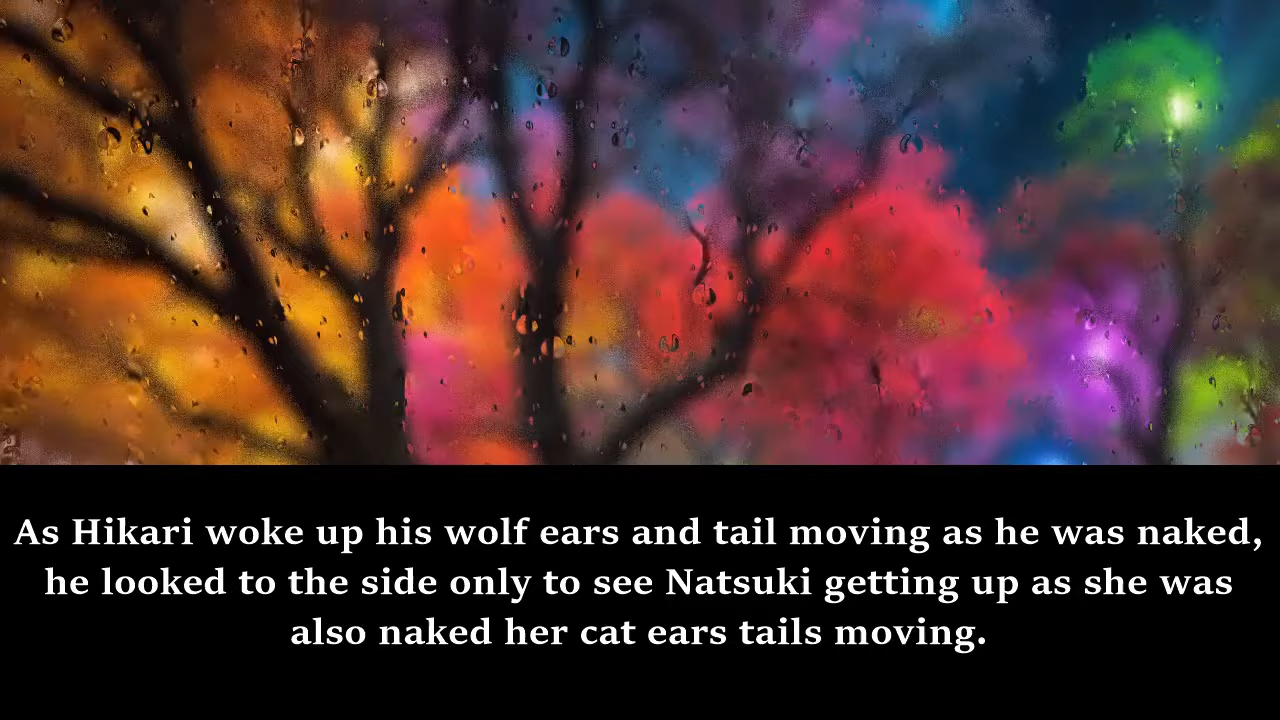 As Hikari woke up his wolf ears and tail moving as he was naked,
he looked to the side only to see Natsuki getting up as she was
also naked her cat ears tails moving.